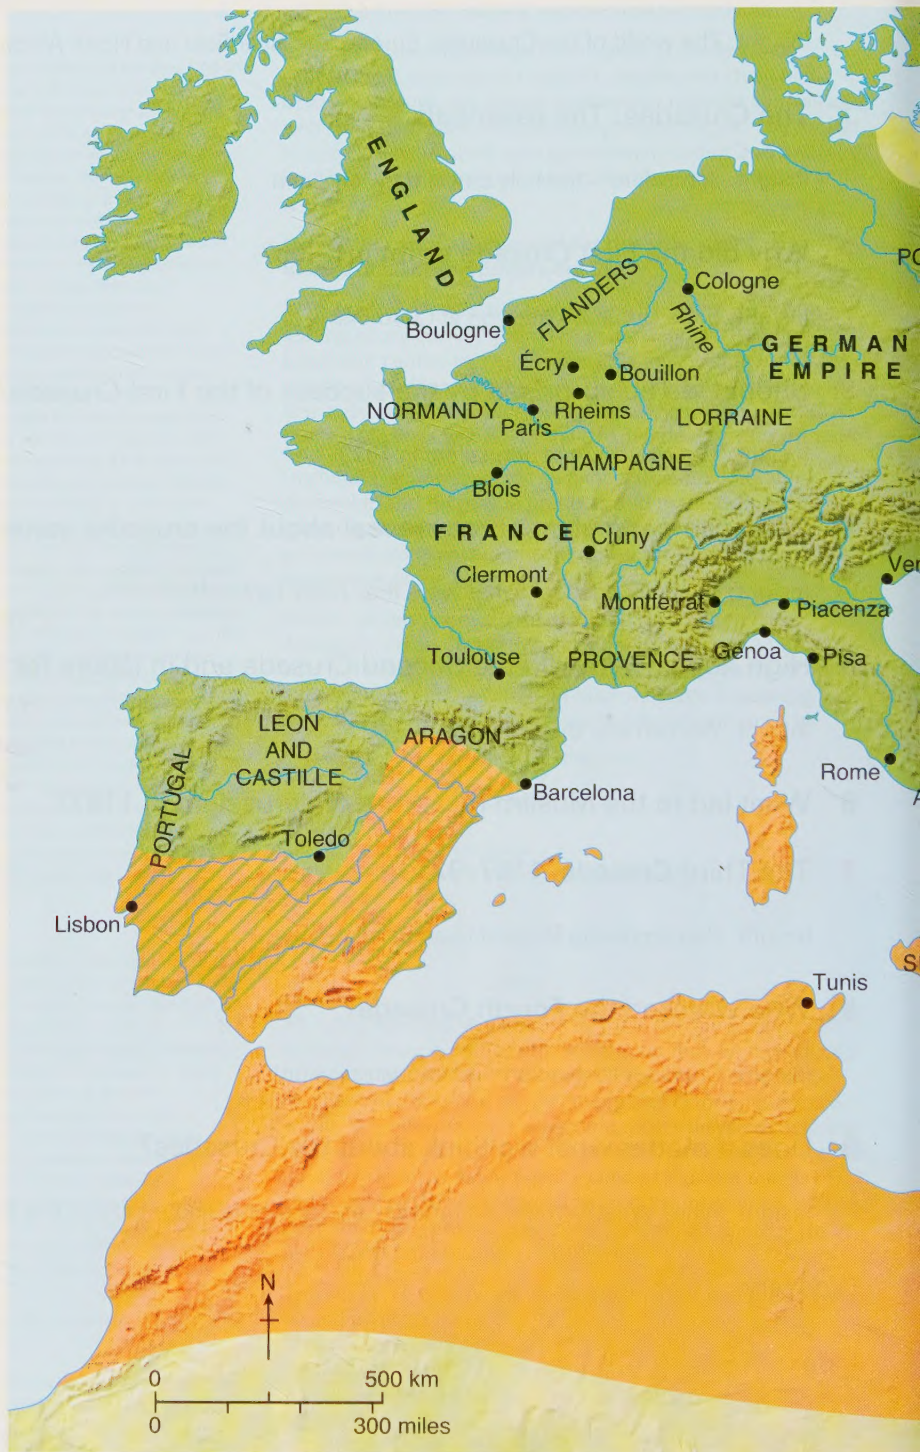 ENGLAND
Cologne
FLANDERS
Rhine
Boulogne
GERMAN
EMPIRE
Écry
Bouillon
NORMANDY
Rheims
Paris
LORRAINE
CHAMPAGNE
Blois
FRANCE
Cluny
Clermont
Montferrat
Piacenza
Toulouse
PROVENCE
Genoa
Pisa
LEON
AND
CASTILLE
ARAGON
PORTUGAL
Barcelona
Rome
Toledo
Lisbon
Tunis
N
0 500 km
0 300 miles